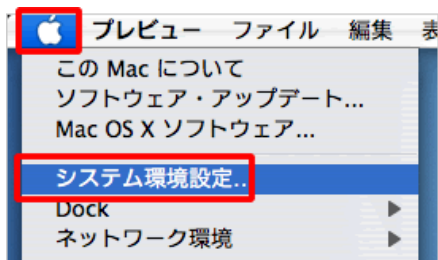 プレビュー ファイル 編集 表
この Mac について
ソフトウェア・アップデート...
Mac OS X ソフトウェア...
システム環境設定...
Dock
ネットワーク環境